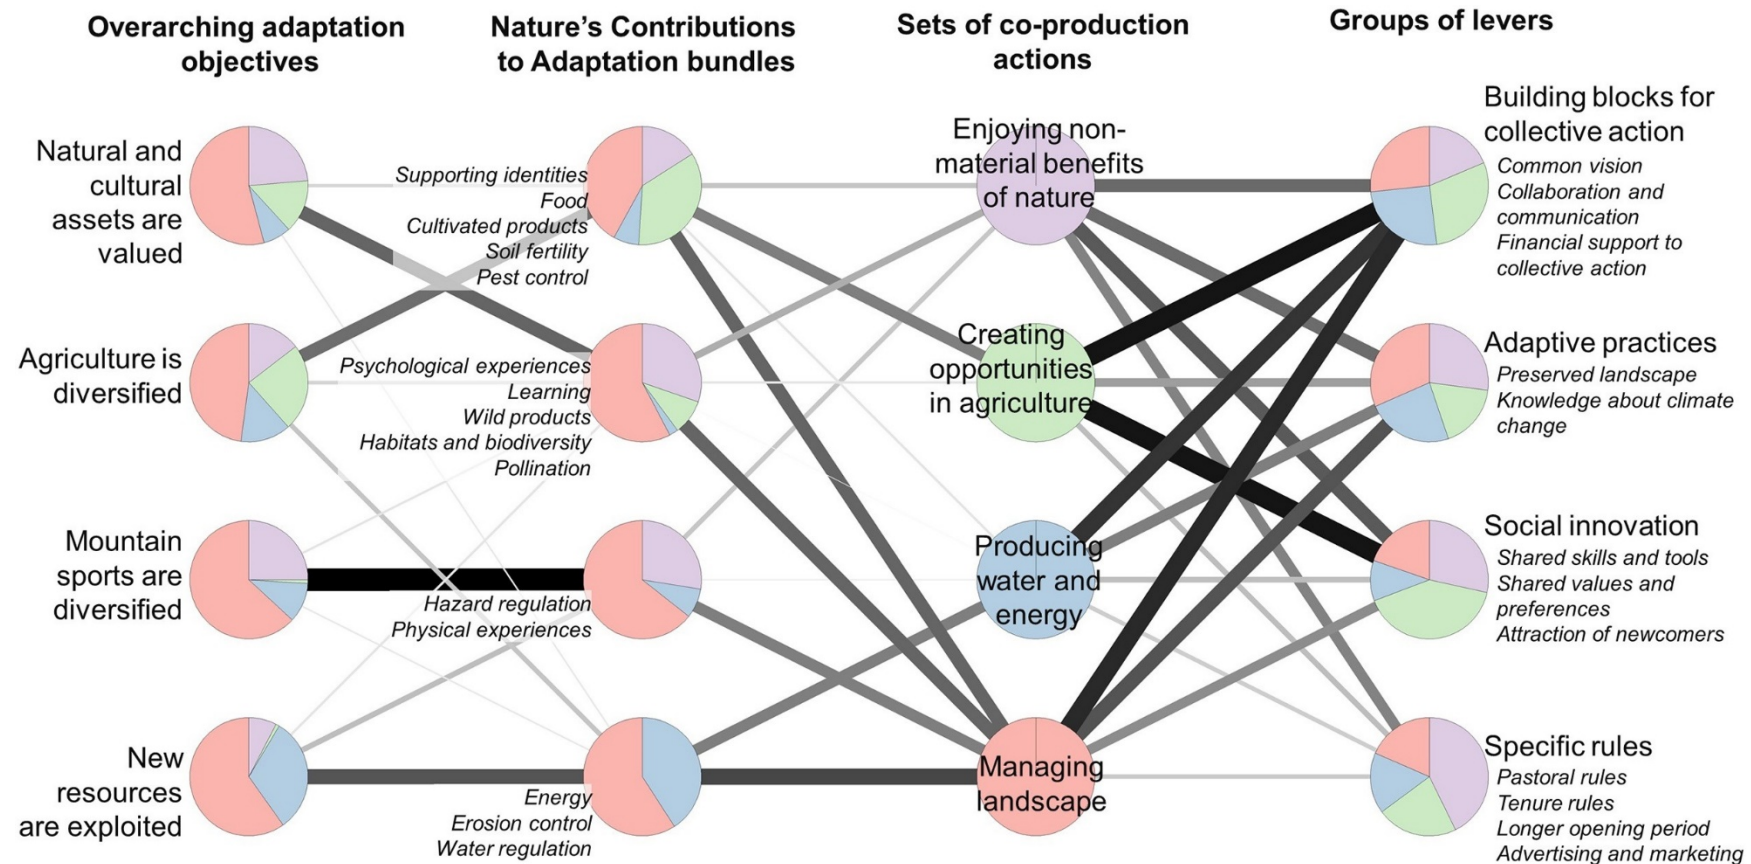 Overarching adaptation
objectives
Nature's Contributions
to Adaptation bundles
Sets of co-production
actions
Groups of levers
Natural and
cultural
assets are
valued
Agriculture is
diversified
Mountain
sports are
diversified
New
resources
are exploited
Supporting identities
Food
Cultivated products
Soil fertility
Pest control
Psychological experiences
Learning
Wild products
Habitats and biodiversity
Pollination
Hazard regulation
Physical experiences
Energy
Erosion control
Water regulation
Enjoying non-
material benefits
of nature
Creating
opportunities
in agriculture
Producing
water and
energy
Managing
landscape
Building blocks for
collective action
Common vision
Collaboration and
communication
Financial support to
collective action
Adaptive practices
Preserved landscape
Knowledge about climate
change
Social innovation
Shared skills and tools
Shared values and
preferences
Attraction of newcomers
Specific rules
Pastoral rules
Tenure rules
Longer opening period
Advertising and marketing